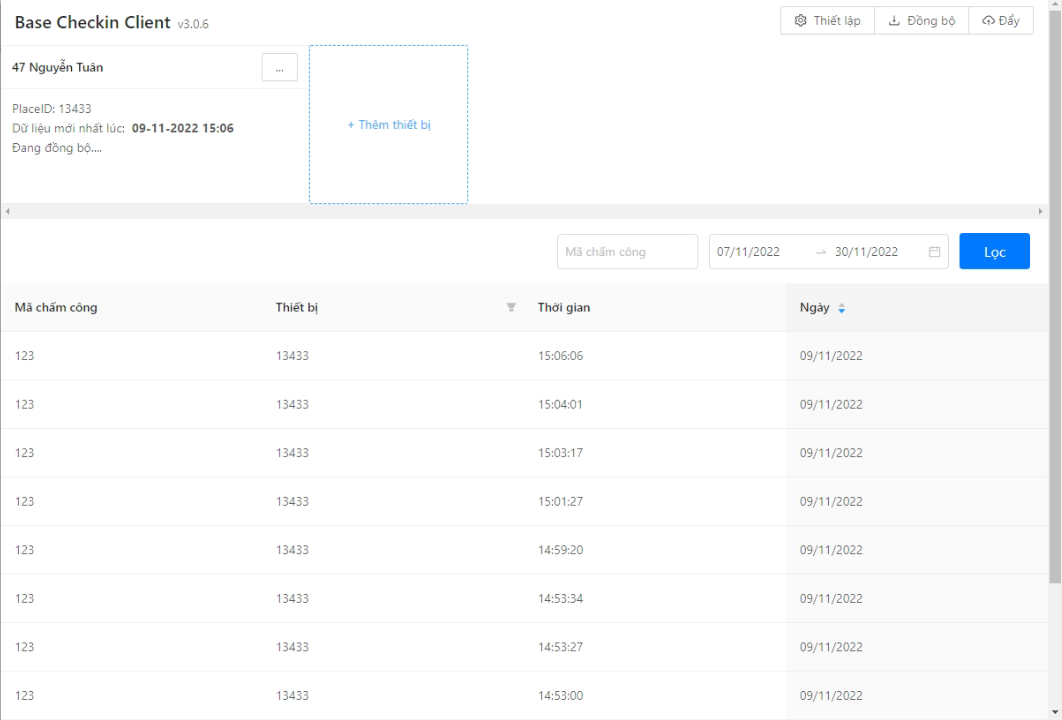 Base Checkin Client v3.0.6
Thiết lập
Đồng bộ
Đẩy
47 Nguyễn Tuân
...
PlaceID: 13433
Dữ liệu mới nhất lúc: 09-11-2022 15:06
Đang đồng bộ....
+ Thêm thiết bị
Mã chấm công 07/11/2022 → 30/11/2022 Lọc
Mã chấm công Thiết bị Thời gian Ngày
123 13433 15:06:06 09/11/2022
123 13433 15:04:01 09/11/2022
123 13433 15:03:17 09/11/2022
123 13433 15:01:27 09/11/2022
123 13433 14:59:20 09/11/2022
123 13433 14:53:34 09/11/2022
123 13433 14:53:27 09/11/2022
123 13433 14:53:00 09/11/2022